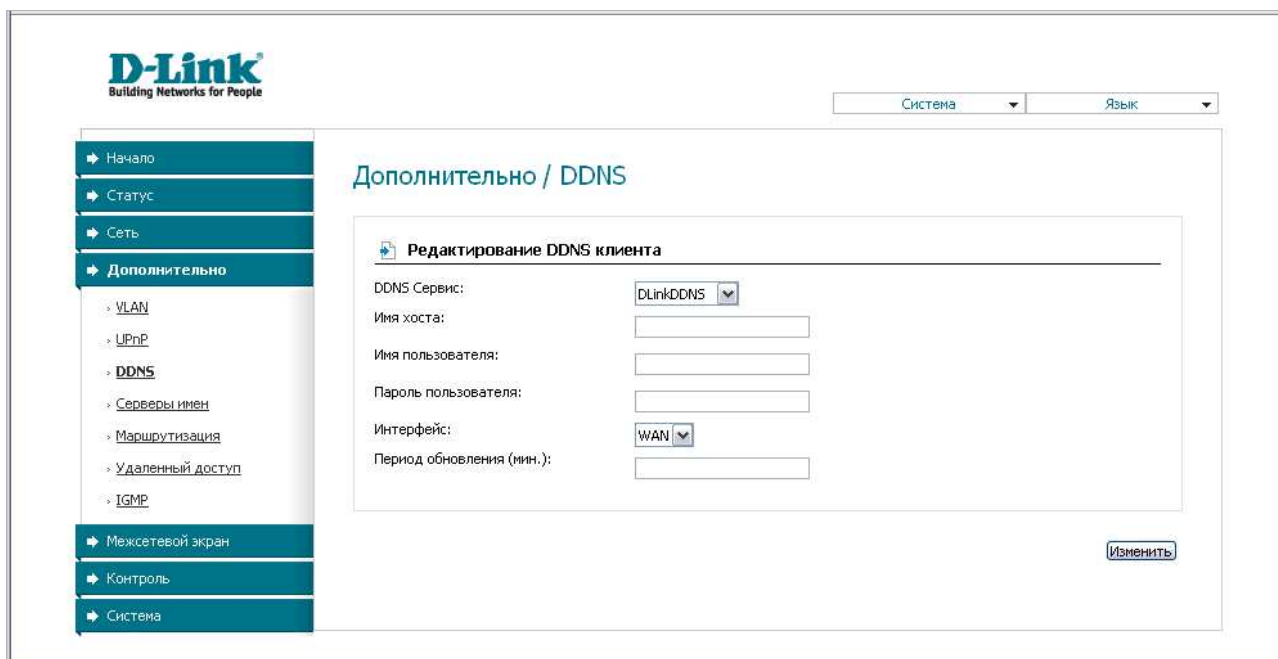 D-Link
Building Networks for People
Система
Язык
Начало
Статус
Сеть
Дополнительно
VLAN
UPnP
DDNS
Серверы имен
Маршрутизация
Удаленный доступ
IGMP
Межсетевой экран
Контроль
Система
Дополнительно / DDNS
Редактирование DDNS клиента
DDNS Сервис: DLinkDDNS
Имя хоста:
Имя пользователя:
Пароль пользователя:
Интерфейс: WAN
Период обновления (мин.):
Изменить